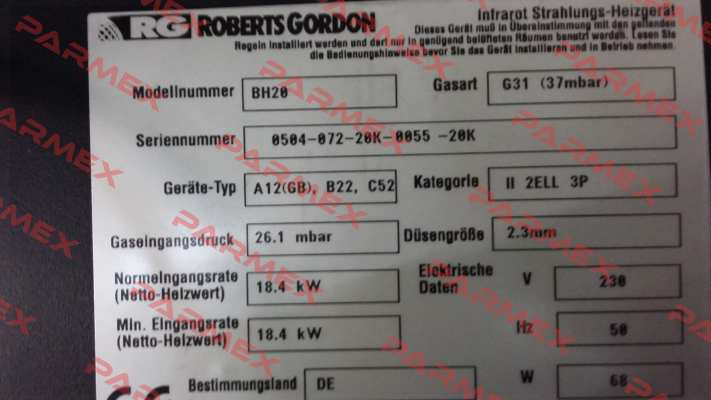 RG ROBERTS GORDON
Infrarot Strahlungs-Heizgerät
Dieses Gerät muß in Übereinstimmung mit den geltenden
Regeln installiert werden und darf nur in genügend belüfteten Räumen benutzt werden. Lesen Sie
die Bedienungshinweise bevor Sie das Gerät installieren und in Betrieb nehmen.
Modellnummer BH20 Gasart G31 (37mbar)
Seriennummer 0504-072-20K-0055 -20K
Geräte-Typ A12(GB), B22, C52 Kategorie II 2ELL 3P
Gaseingangsdruck 26.1 mbar Düsengröße 2.3mm
Normeingangsrate
(Netto-Heizwert) 18.4 kW Elektrische
Daten V 230
Min. Eingangsrate
(Netto-Heizwert) 18.4 kW Hz 50
CE Bestimmungsland DE W 68
PARMEX